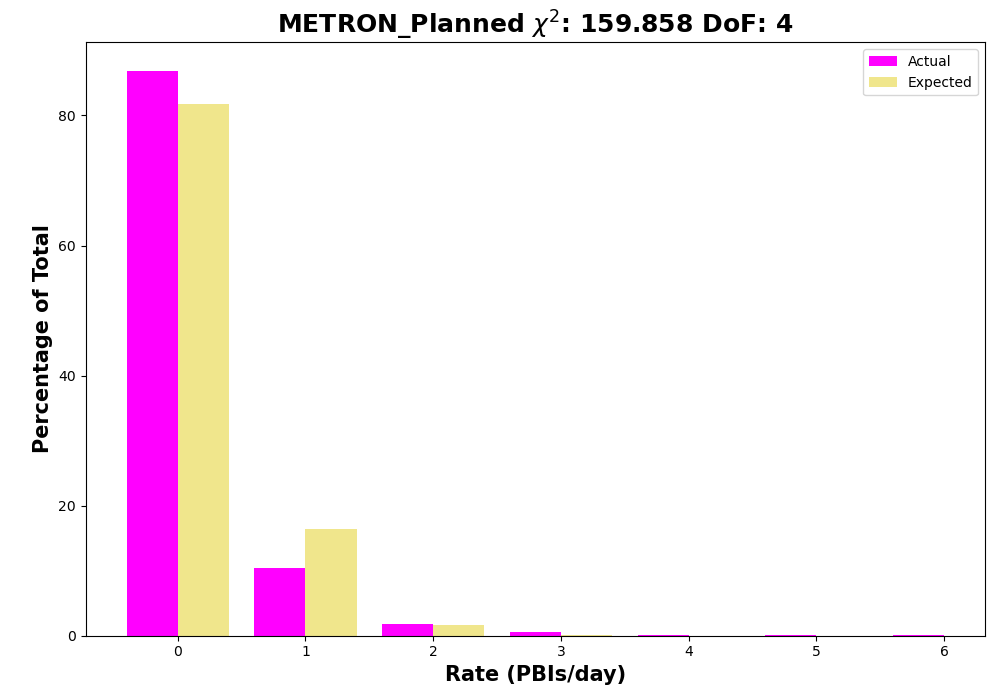 METRON_Planned χ²: 159.858 DoF: 4
Actual
Expected
Percentage of Total
80
60
40
20
0
0 1 2 3 4 5 6
Rate (PBIs/day)